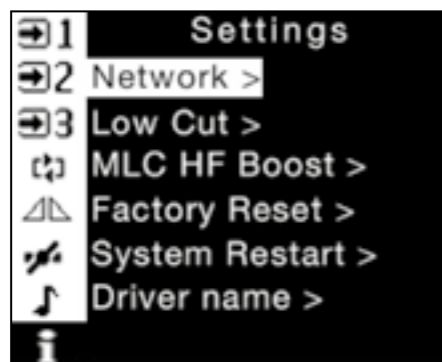 1 Settings
2 Network >
3 Low Cut >
MLC HF Boost >
Factory Reset >
System Restart >
Driver name >
i